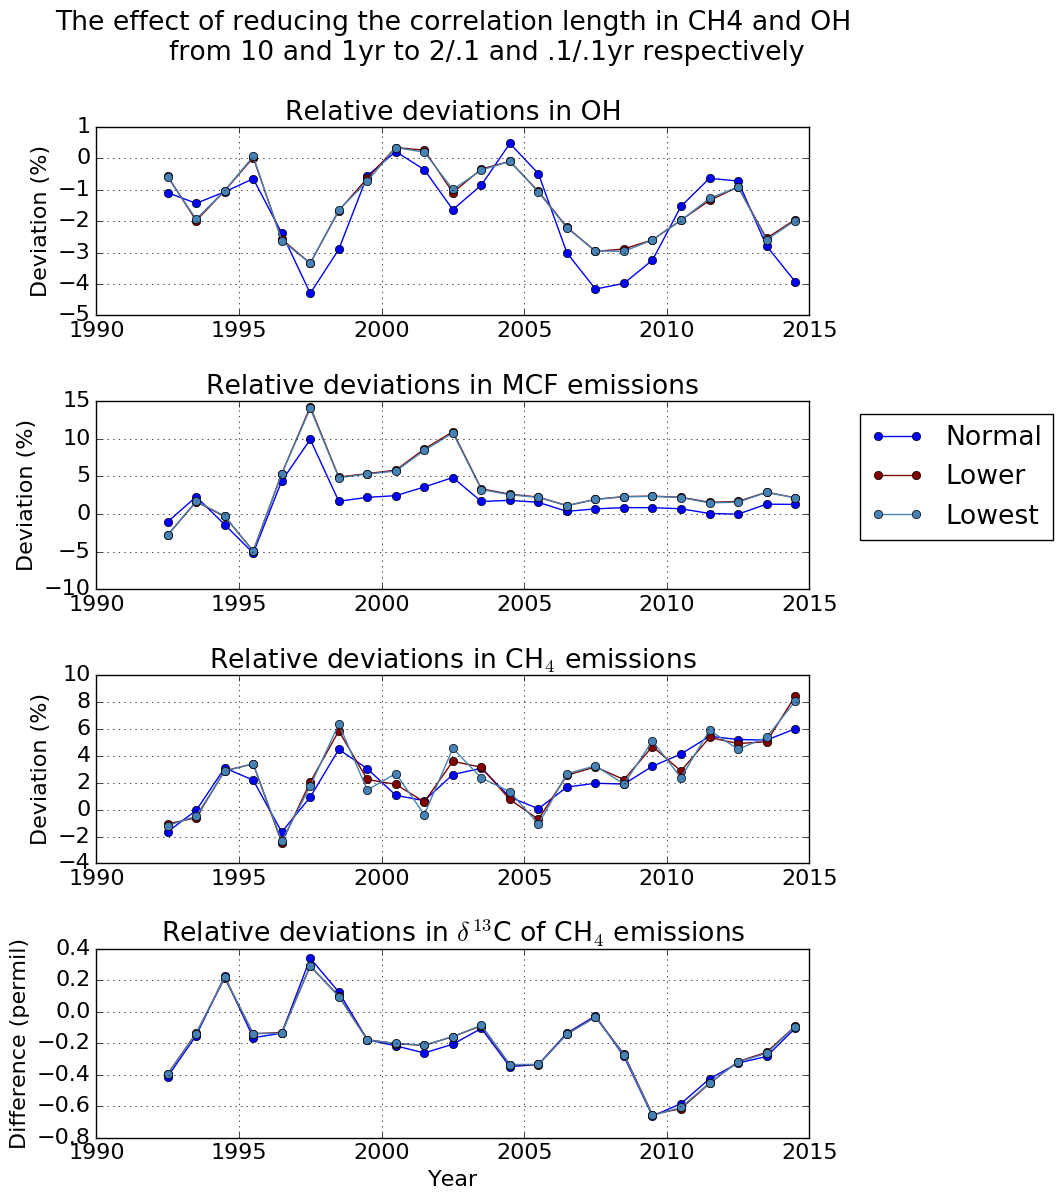 The effect of reducing the correlation length in CH4 and OH
from 10 and 1yr to 2/.1 and .1/.1yr respectively
Relative deviations in OH
Deviation (%)
1
0
−1
−2
−3
−4
−5
1990 1995 2000 2005 2010 2015
Relative deviations in MCF emissions
Deviation (%)
15
10
5
0
−5
−10
1990 1995 2000 2005 2010 2015
Normal
Lower
Lowest
Relative deviations in CH₄ emissions
Deviation (%)
10
8
6
4
2
0
−2
−4
1990 1995 2000 2005 2010 2015
Relative deviations in δ¹³C of CH₄ emissions
Difference (permil)
0.4
0.2
0.0
−0.2
−0.4
−0.6
−0.8
1990 1995 2000 2005 2010 2015
Year